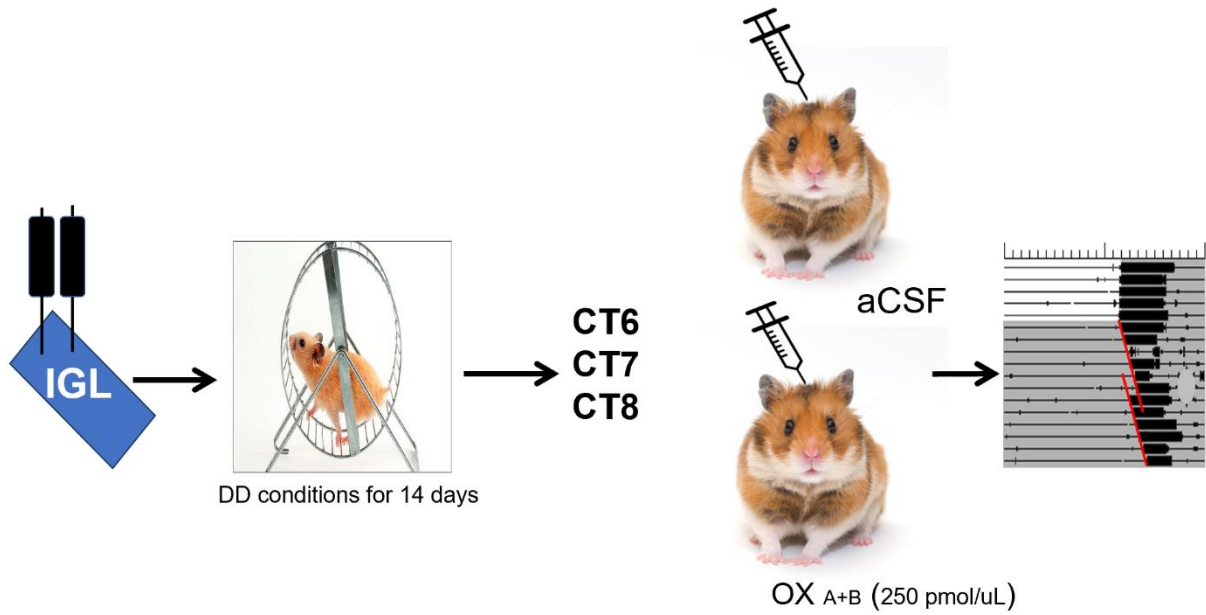 IGL
DD conditions for 14 days
CT6
CT7
CT8
aCSF
OX A+B (250 pmol/uL)